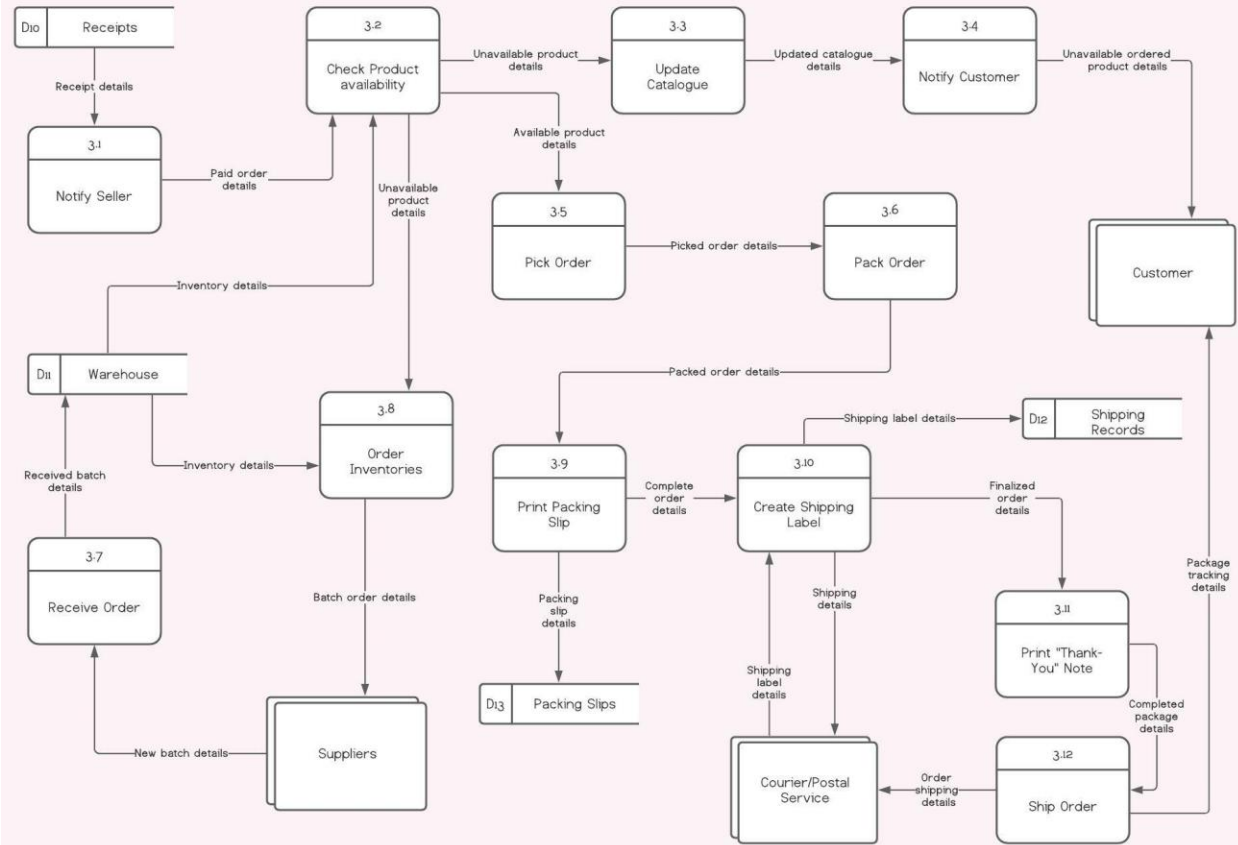 D10
Receipts
Receipt details
3.1
Notify Seller
Paid order
details
3.2
Check Product
availability
Unavailable product
details
3.3
Update
Catalogue
Updated catalogue
details
3.4
Notify Customer
Unavailable ordered
product details
Customer
Available product
details
Unavailable
product
details
3.5
Pick Order
Picked order details
3.6
Pack Order
Inventory details
D11
Warehouse
Packed order details
Inventory details
3.8
Order
Inventories
Received batch
details
3.7
Receive Order
Batch order details
New batch details
Suppliers
3.9
Print Packing
Slip
Complete
order
details
3.10
Create Shipping
Label
Shipping label details
D12
Shipping
Records
Finalized
order
details
Packing
slip
details
D13
Packing Slips
Shipping
label
details
Shipping
details
Courier/Postal
Service
3.11
Print "Thank-
You" Note
Completed
package
details
3.12
Ship Order
Order
shipping
details
Package
tracking
details